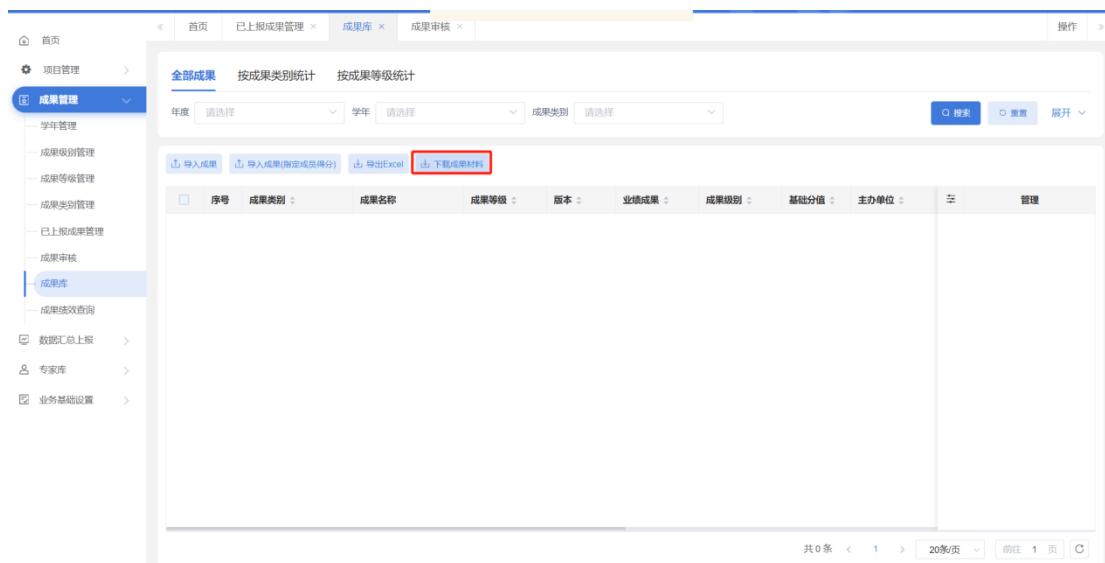 首页
项目管理
成果管理
学年管理
成果级别管理
成果等级管理
成果类别管理
已上报成果管理
成果审核
成果库
成果绩效查询
数据汇总上报
专家库
业务基础设置
首页 已上报成果管理 成果库 成果审核 操作
全部成果 按成果类别统计 按成果等级统计
年度 请选择 学年 请选择 成果类别 请选择 搜索 重置 展开
导入成果 导入成果(指定成员得分) 导出Excel 下载成果材料
序号 成果类别 成果名称 成果等级 版本 业绩成果 成果级别 基础分值 主办单位 管理
共 0 条 1 20条/页 前往 1 页